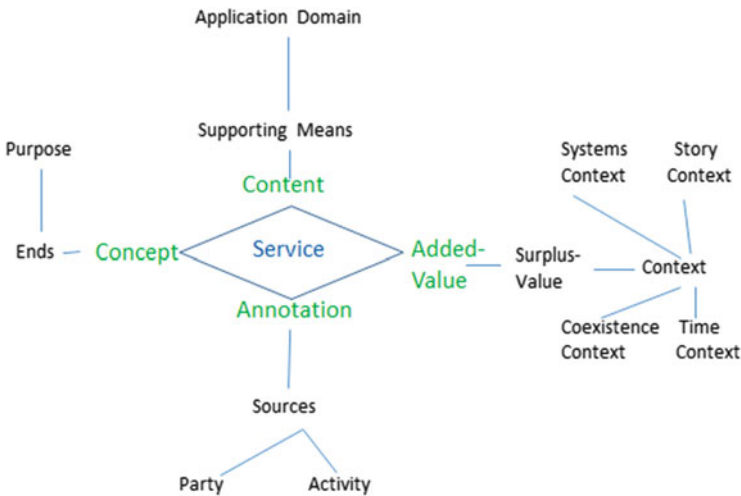 Application Domain
Supporting Means
Content
Purpose
Ends
Concept
Service
Added-
Value
Surplus-
Value
Context
Systems
Context
Story
Context
Coexistence
Context
Time
Context
Annotation
Sources
Party
Activity